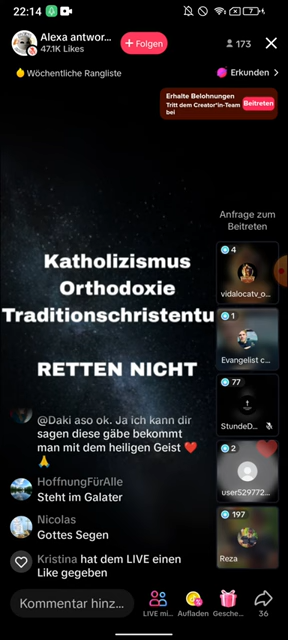 22:14
7
Alexa antwor...
47.1K Likes
+ Folgen
173
Wöchentliche Rangliste
Erkunden >
Erhalte Belohnungen
Tritt dem Creator*in-Team bei
Beitreten
Anfrage zum
Beitreten
4
vidalocatv_o...
Katholizismus
Orthodoxie
Traditionschristentu
RETTEN NICHT
1
Evangelist c...
77
StundeD...
2
user529772...
197
Reza
@Daki aso ok. Ja ich kann dir
sagen diese gäbe bekommt
man mit dem heiligen Geist ❤️
🙏
HoffnungFürAlle
Steht im Galater
Nicolas
Gottes Segen
Kristina hat dem LIVE einen
Like gegeben
Kommentar hinz...
LIVE mi...
Aufladen
Gesche...
36